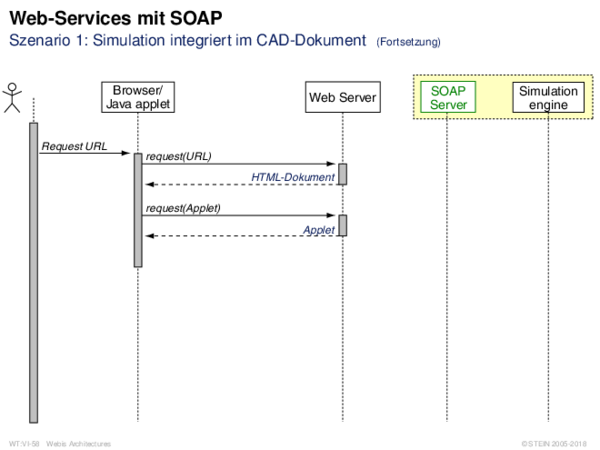 Web-Services mit SOAP
Szenario 1: Simulation integriert im CAD-Dokument (Fortsetzung)
Browser/
Java applet
Web Server
SOAP
Server
Simulation
engine
Request URL
request(URL)
HTML-Dokument
request(Applet)
Applet
WT:VI-58 Webis Architectures
© STEIN 2005-2018